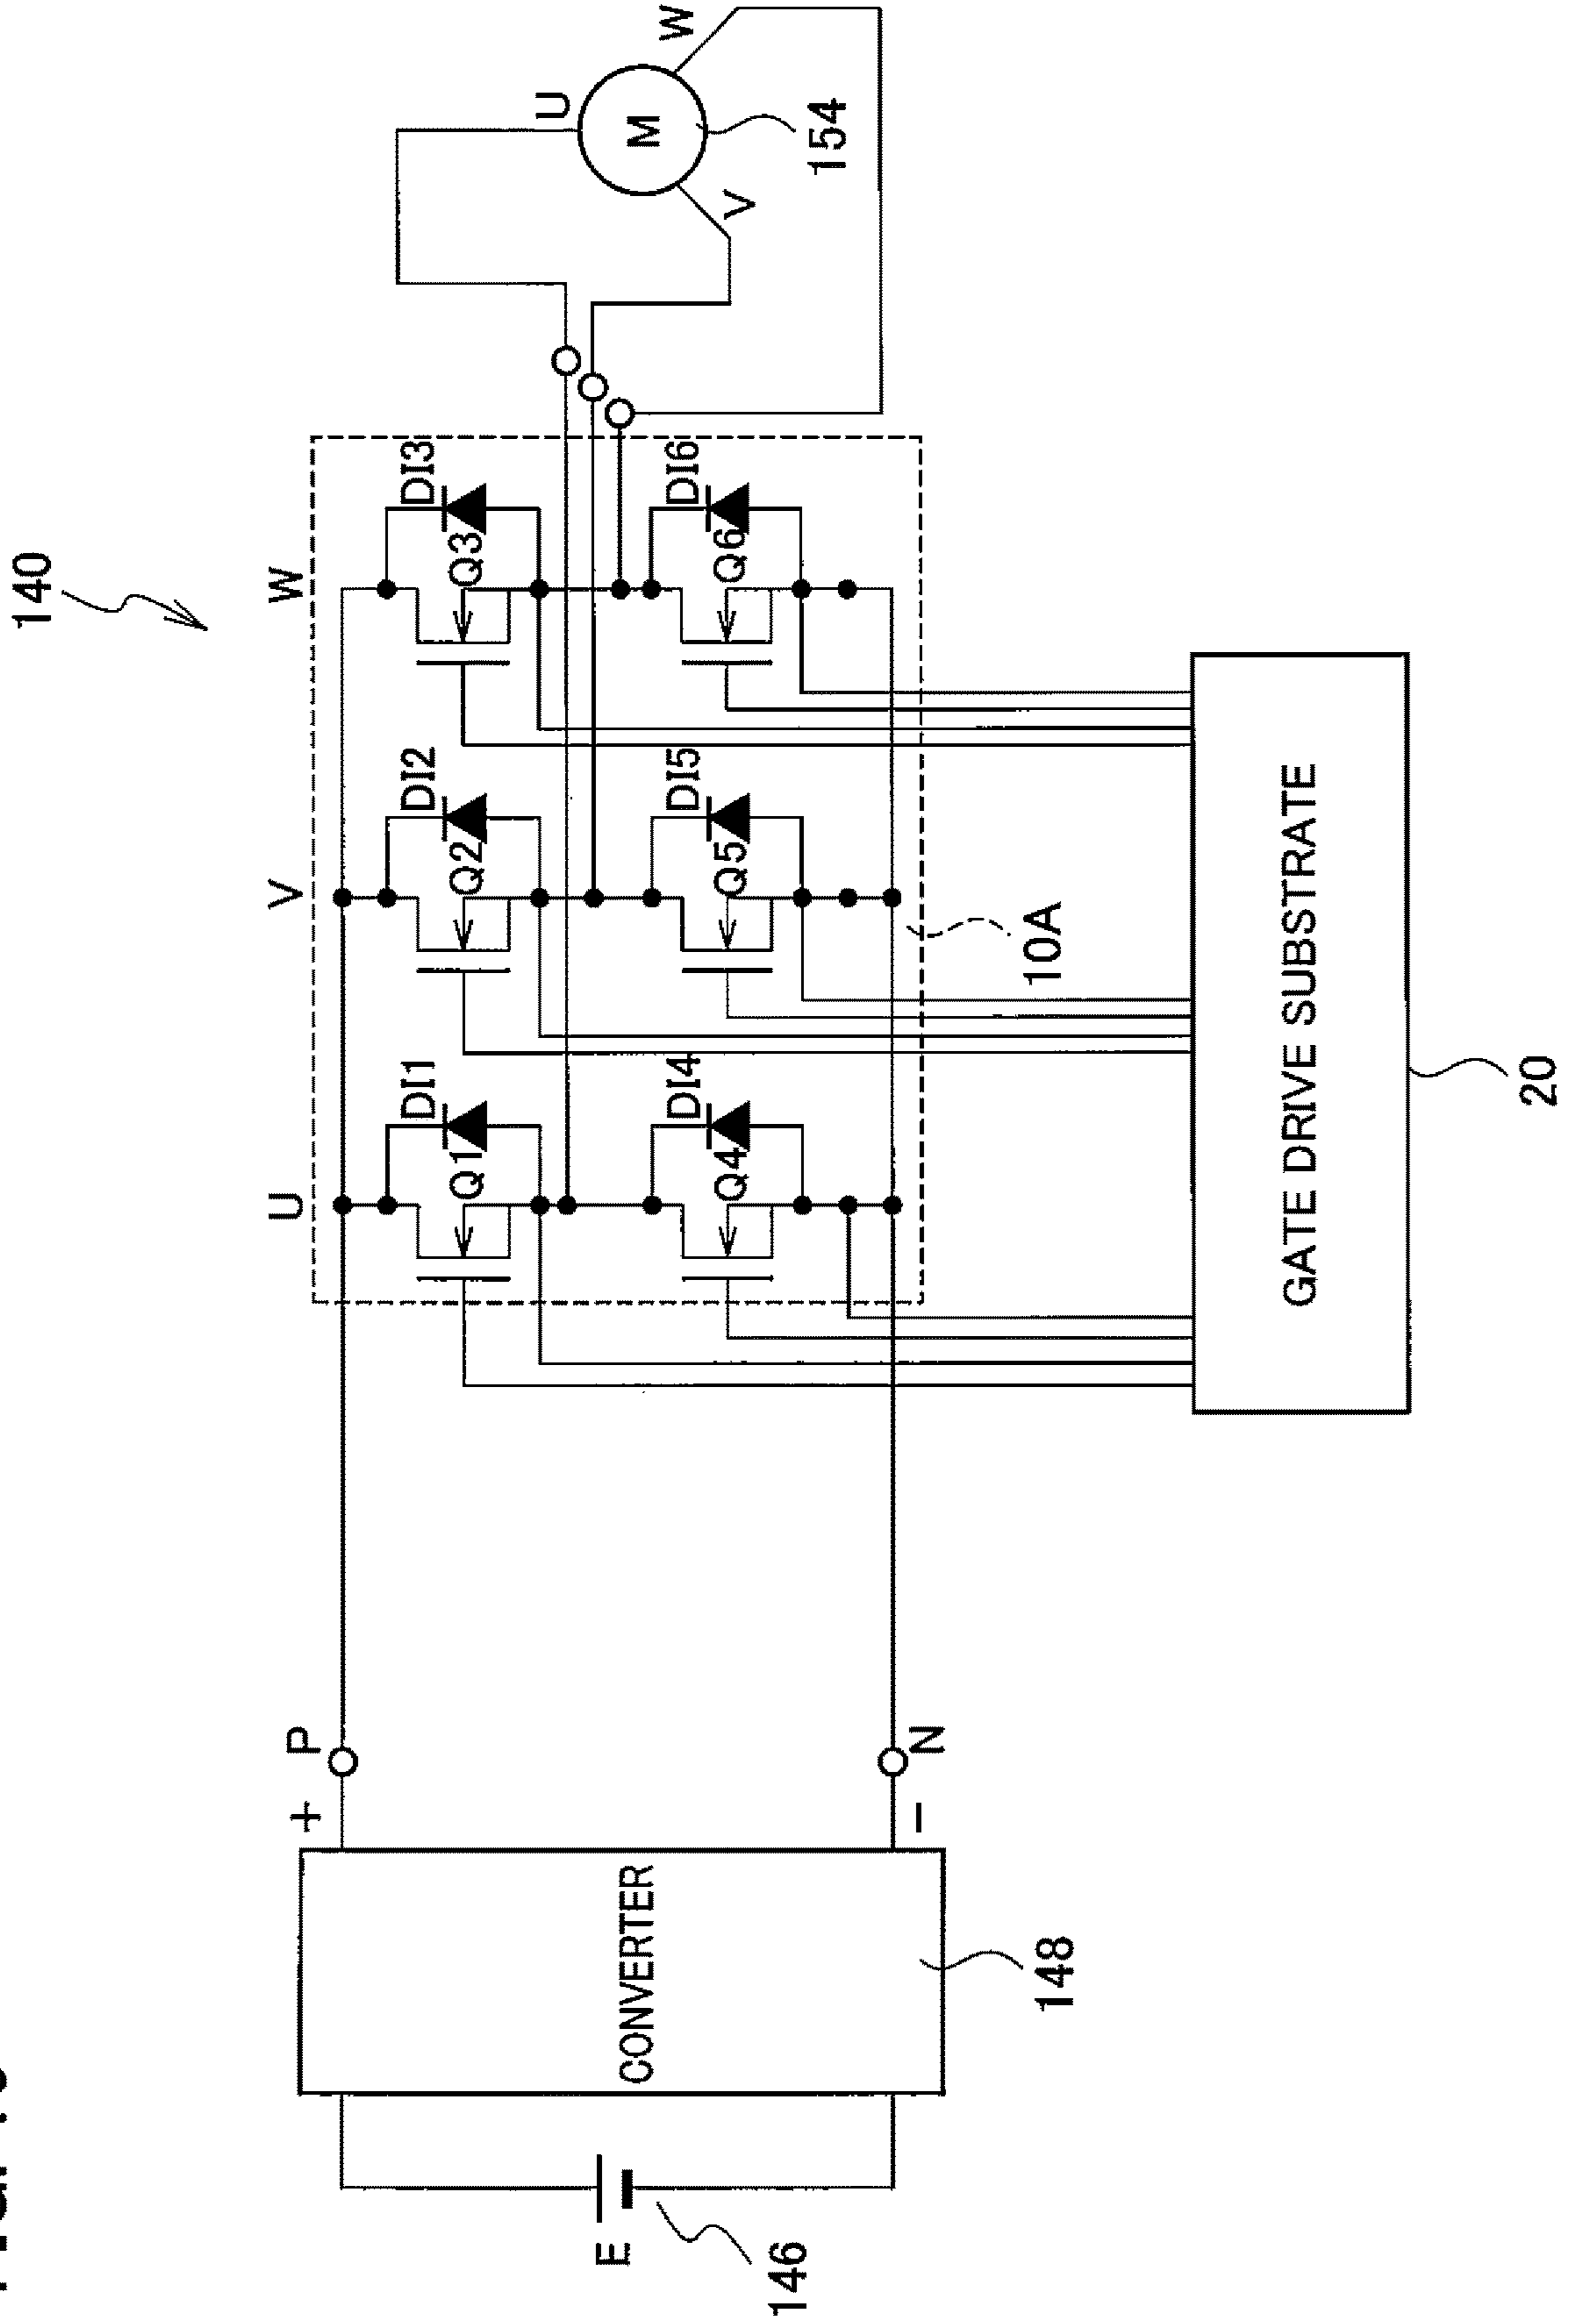 140
U
V
W
DI1
DI2
DI3
Q1
Q2
Q3
DI4
DI5
DI6
Q4
Q5
Q6
10A
P
+
N
−
CONVERTER
148
E
146
GATE DRIVE SUBSTRATE
20
U
V
W
M
154